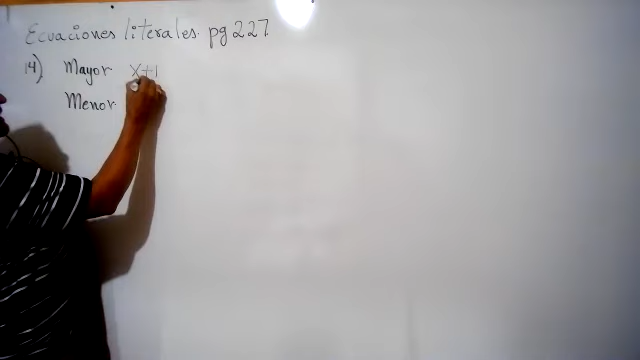 Ecuaciones literales. pg 227
14) Mayor x+1
Menor